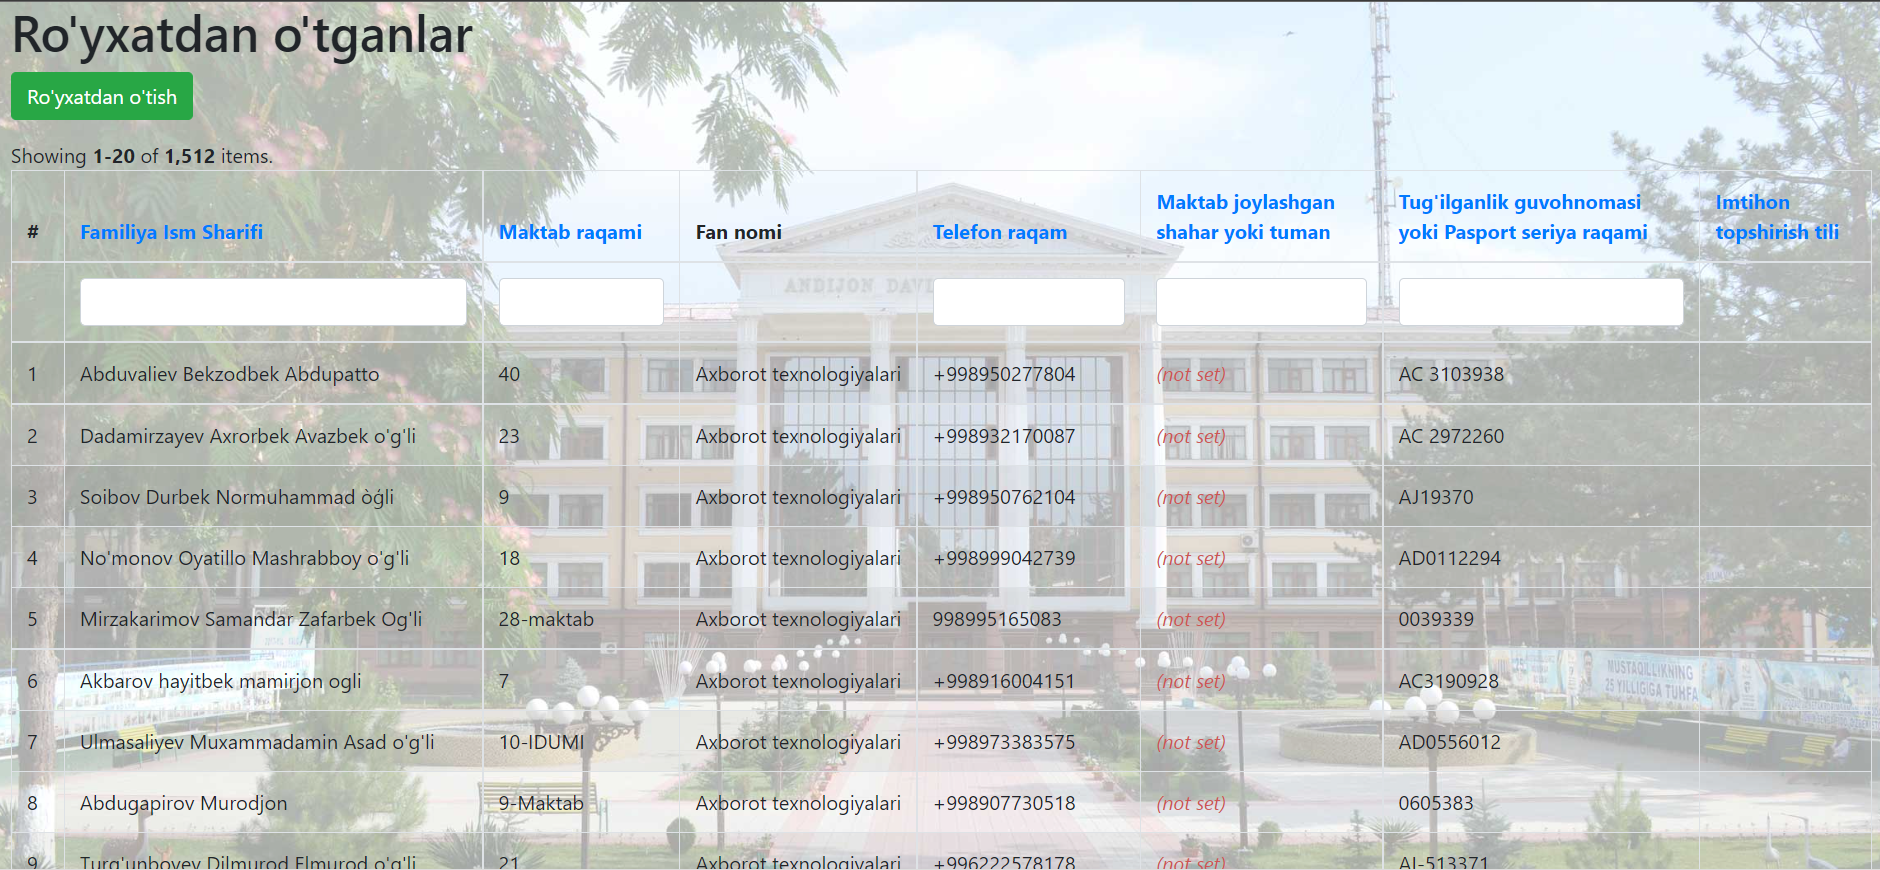 Ro'yxatdan o'tganlar
Ro'yxatdan o'tish
Showing 1-20 of 1,512 items.
# Familiya Ism Sharifi Maktab raqami Fan nomi Telefon raqam Maktab joylashgan shahar yoki tuman Tug'ilganlik guvohnomasi yoki Pasport seriya raqami Imtihon topshirish tili
ANDIJON
1 Abduvaliev Bekzodbek Abdupatto 40 Axborot texnologiyalari +998950277804 (not set) AC 3103938
2 Dadamirzayev Axrorbek Avazbek o'g'li 23 Axborot texnologiyalari +998932170087 (not set) AC 2972260
3 Soibov Durbek Normuhammad òģli 9 Axborot texnologiyalari +998950762104 (not set) AJ19370
4 No'monov Oyatillo Mashrabboy o'g'li 18 Axborot texnologiyalari +998999042739 (not set) AD0112294
5 Mirzakarimov Samandar Zafarbek Og'li 28-maktab Axborot texnologiyalari 998995165083 (not set) 0039339
6 Akbarov hayitbek mamirjon ogli 7 Axborot texnologiyalari +998916004151 (not set) AC3190928
MUSTAQILLIKNING
25 YILLIGIGA TUHFA
7 Ulmasaliyev Muxammadamin Asad o'g'li 10-IDUMI Axborot texnologiyalari +998973383575 (not set) AD0556012
8 Abdugapirov Murodjon 9-Maktab Axborot texnologiyalari +998907730518 (not set) 0605383
9 Turg'unboyev Dilmurod Elmurod o'g'li 21 Axborot texnologiyalari +996222578178 (not set) AI-513371